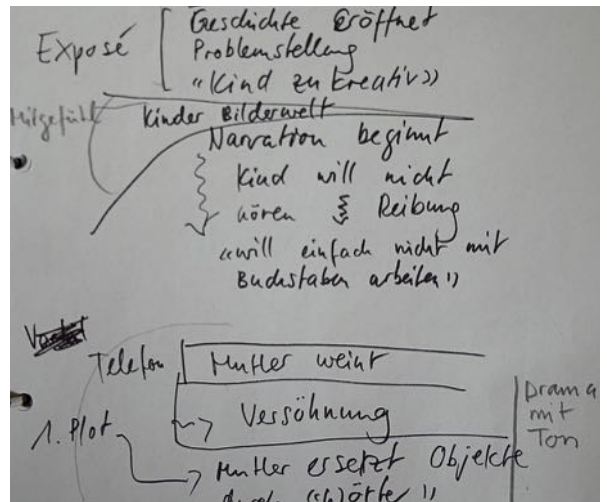 Exposé
Geschichte eröffnet
Problemstellung
«Kind zu kreativ»
Mitgefühl
Kinder Bilderwelt
Narration beginnt
Kind will nicht
hören Reibung
«will einfach nicht mit
Buchstaben arbeiten»
Telefon Mutter weint
Versöhnung
Drama
mit
Ton
1. Plot
Mutter ersetzt Objekte
durch